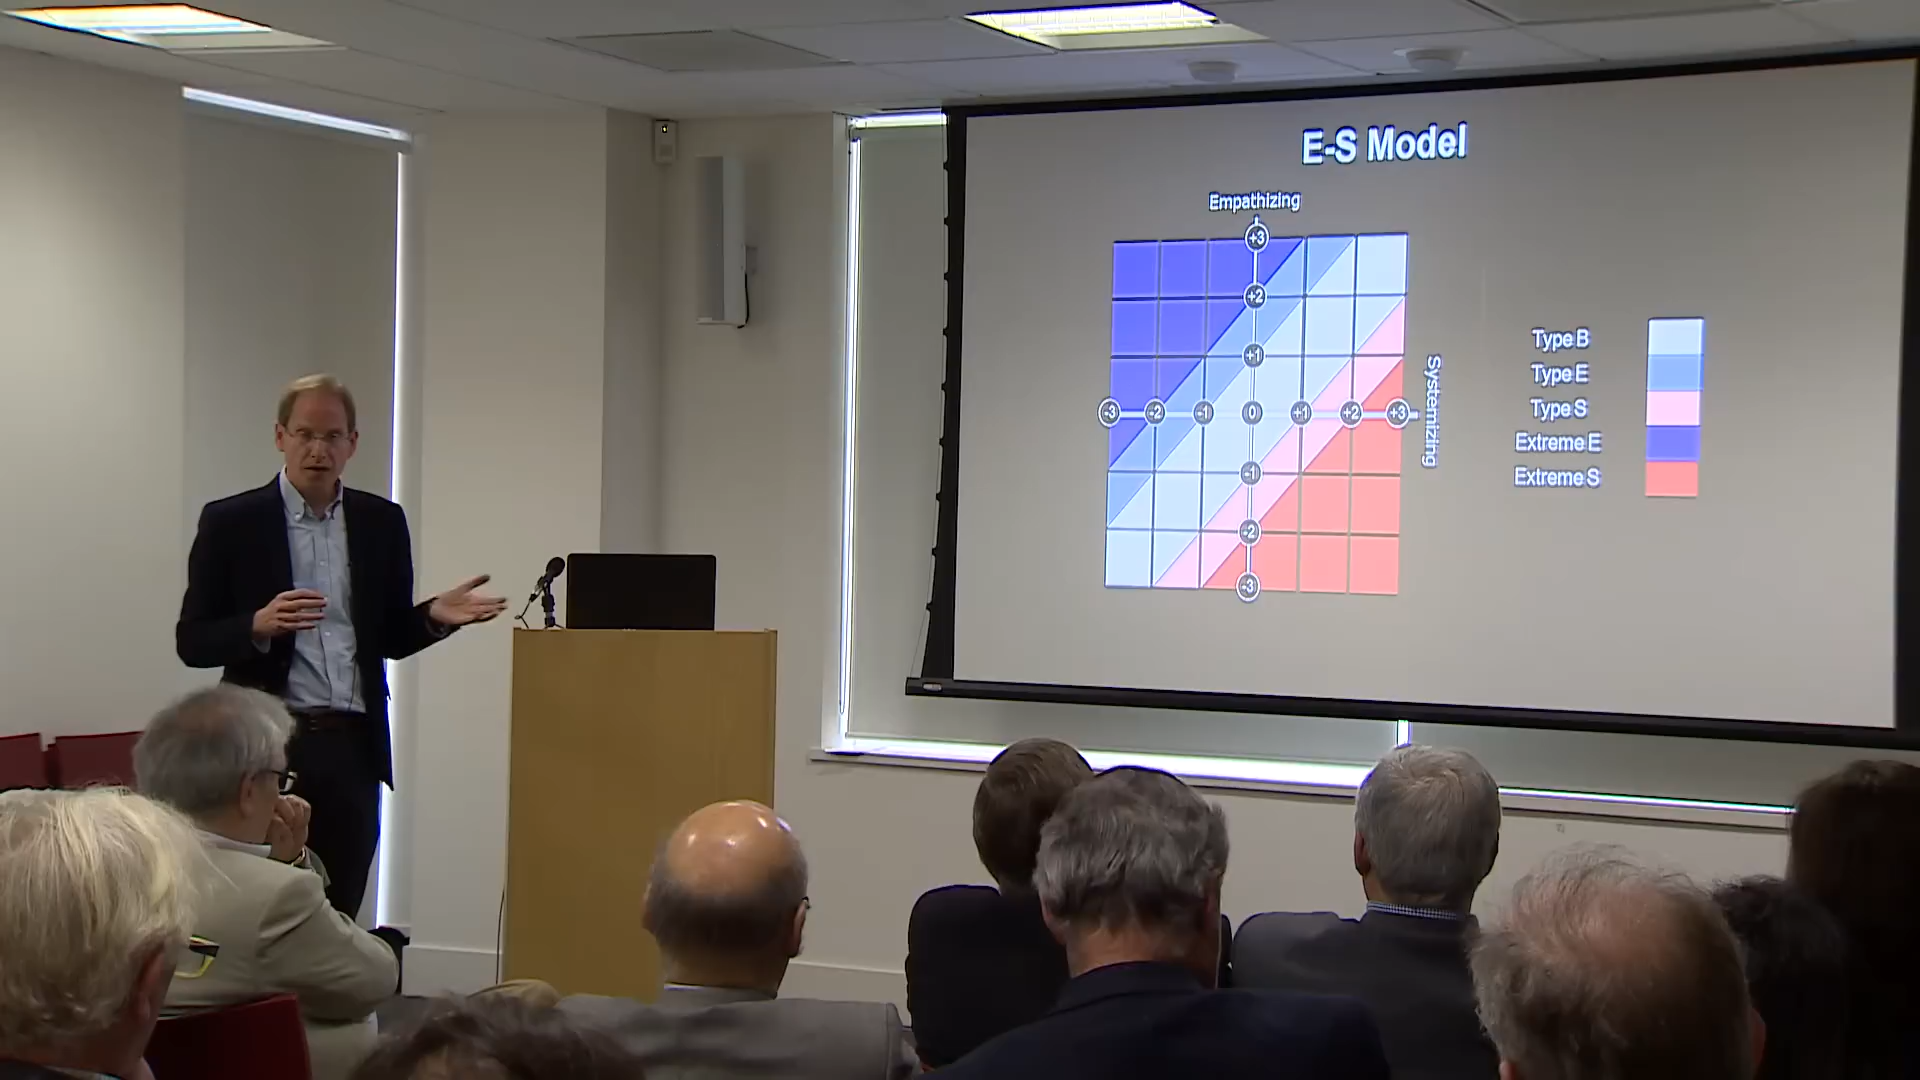 E-S Model
Empathizing
+3
+2
+1
-3 -2 -1 0 +1 +2 +3
-1
-2
-3
Systemizing
Type B
Type E
Type S
Extreme E
Extreme S